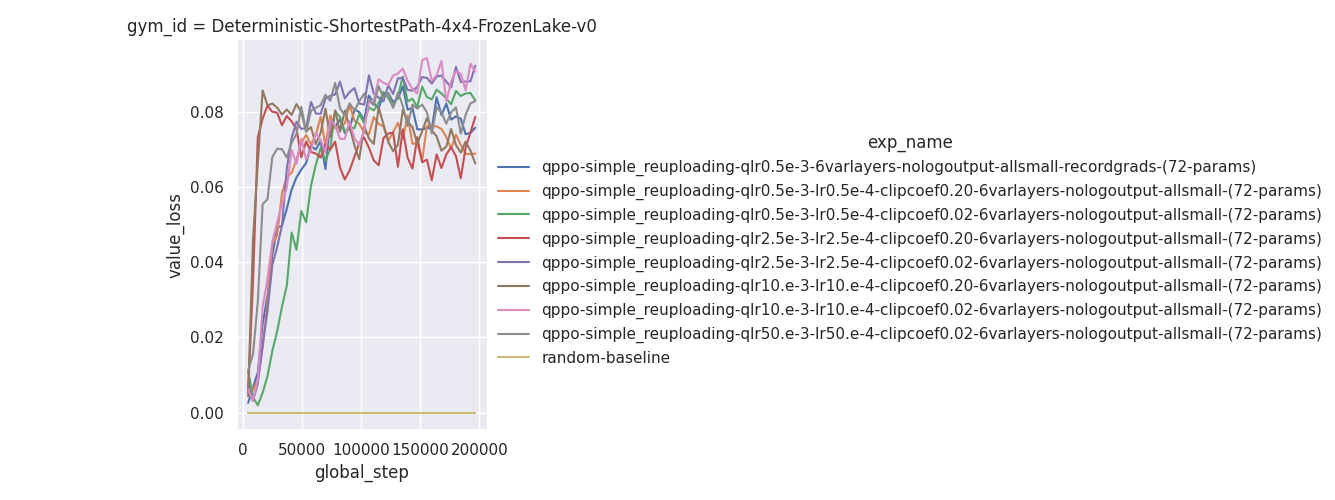 gym_id = Deterministic-ShortestPath-4x4-FrozenLake-v0
value_loss
0.08
0.06
0.04
0.02
0.00
0 50000 100000 150000 200000
global_step
exp_name
qppo-simple_reuploading-qlr0.5e-3-6varlayers-nologoutput-allsmall-recordgrads-(72-params)
qppo-simple_reuploading-qlr0.5e-3-lr0.5e-4-clipcoef0.20-6varlayers-nologoutput-allsmall-(72-params)
qppo-simple_reuploading-qlr0.5e-3-lr0.5e-4-clipcoef0.02-6varlayers-nologoutput-allsmall-(72-params)
qppo-simple_reuploading-qlr2.5e-3-lr2.5e-4-clipcoef0.20-6varlayers-nologoutput-allsmall-(72-params)
qppo-simple_reuploading-qlr2.5e-3-lr2.5e-4-clipcoef0.02-6varlayers-nologoutput-allsmall-(72-params)
qppo-simple_reuploading-qlr10.e-3-lr10.e-4-clipcoef0.20-6varlayers-nologoutput-allsmall-(72-params)
qppo-simple_reuploading-qlr10.e-3-lr10.e-4-clipcoef0.02-6varlayers-nologoutput-allsmall-(72-params)
qppo-simple_reuploading-qlr50.e-3-lr50.e-4-clipcoef0.02-6varlayers-nologoutput-allsmall-(72-params)
random-baseline